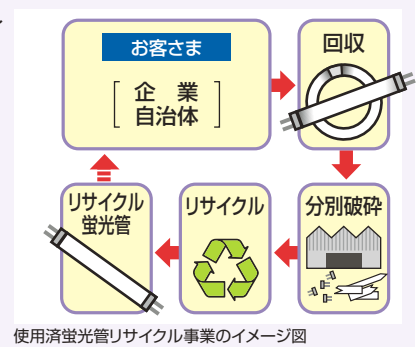 お客さま
企　業
自治体
回収
リサイクル
蛍光管
リサイクル
分別破砕
使用済蛍光管リサイクル事業のイメージ図